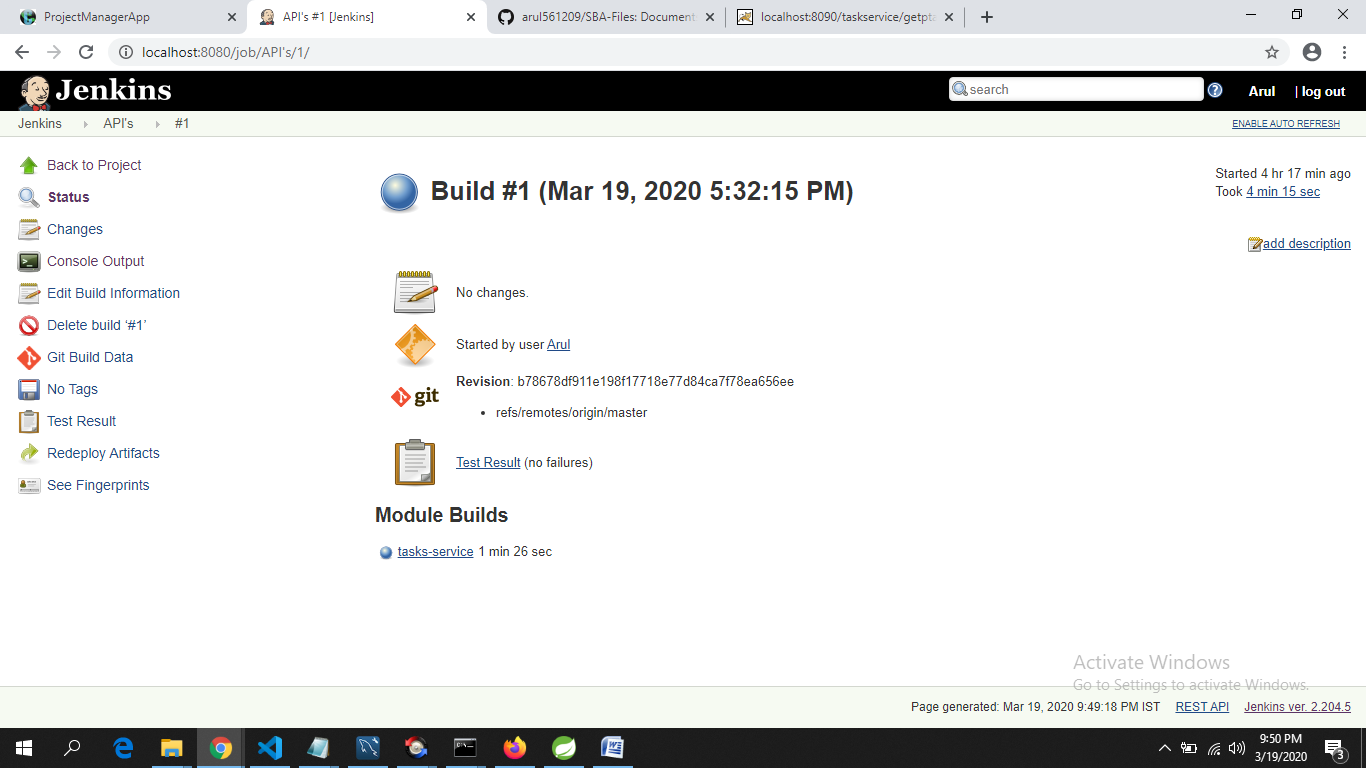 ProjectManagerApp
API's #1 [Jenkins]
arul561209/SBA-Files: Document
localhost:8090/taskservice/getpta
localhost:8080/job/API's/1/
Jenkins
search
Arul
| log out
Jenkins
API's
#1
ENABLE AUTO REFRESH
Back to Project
Status
Changes
Console Output
Edit Build Information
Delete build ‘#1’
Git Build Data
No Tags
Test Result
Redeploy Artifacts
See Fingerprints
Build #1 (Mar 19, 2020 5:32:15 PM)
Started 4 hr 17 min ago
Took 4 min 15 sec
add description
No changes.
Started by user Arul
git
Revision: b78678df911e198f17718e77d84ca7f78ea656ee
refs/remotes/origin/master
Test Result (no failures)
Module Builds
tasks-service 1 min 26 sec
Activate Windows
Go to Settings to activate Windows.
Page generated: Mar 19, 2020 9:49:18 PM IST
REST API
Jenkins ver. 2.204.5
9:50 PM
3/19/2020
3